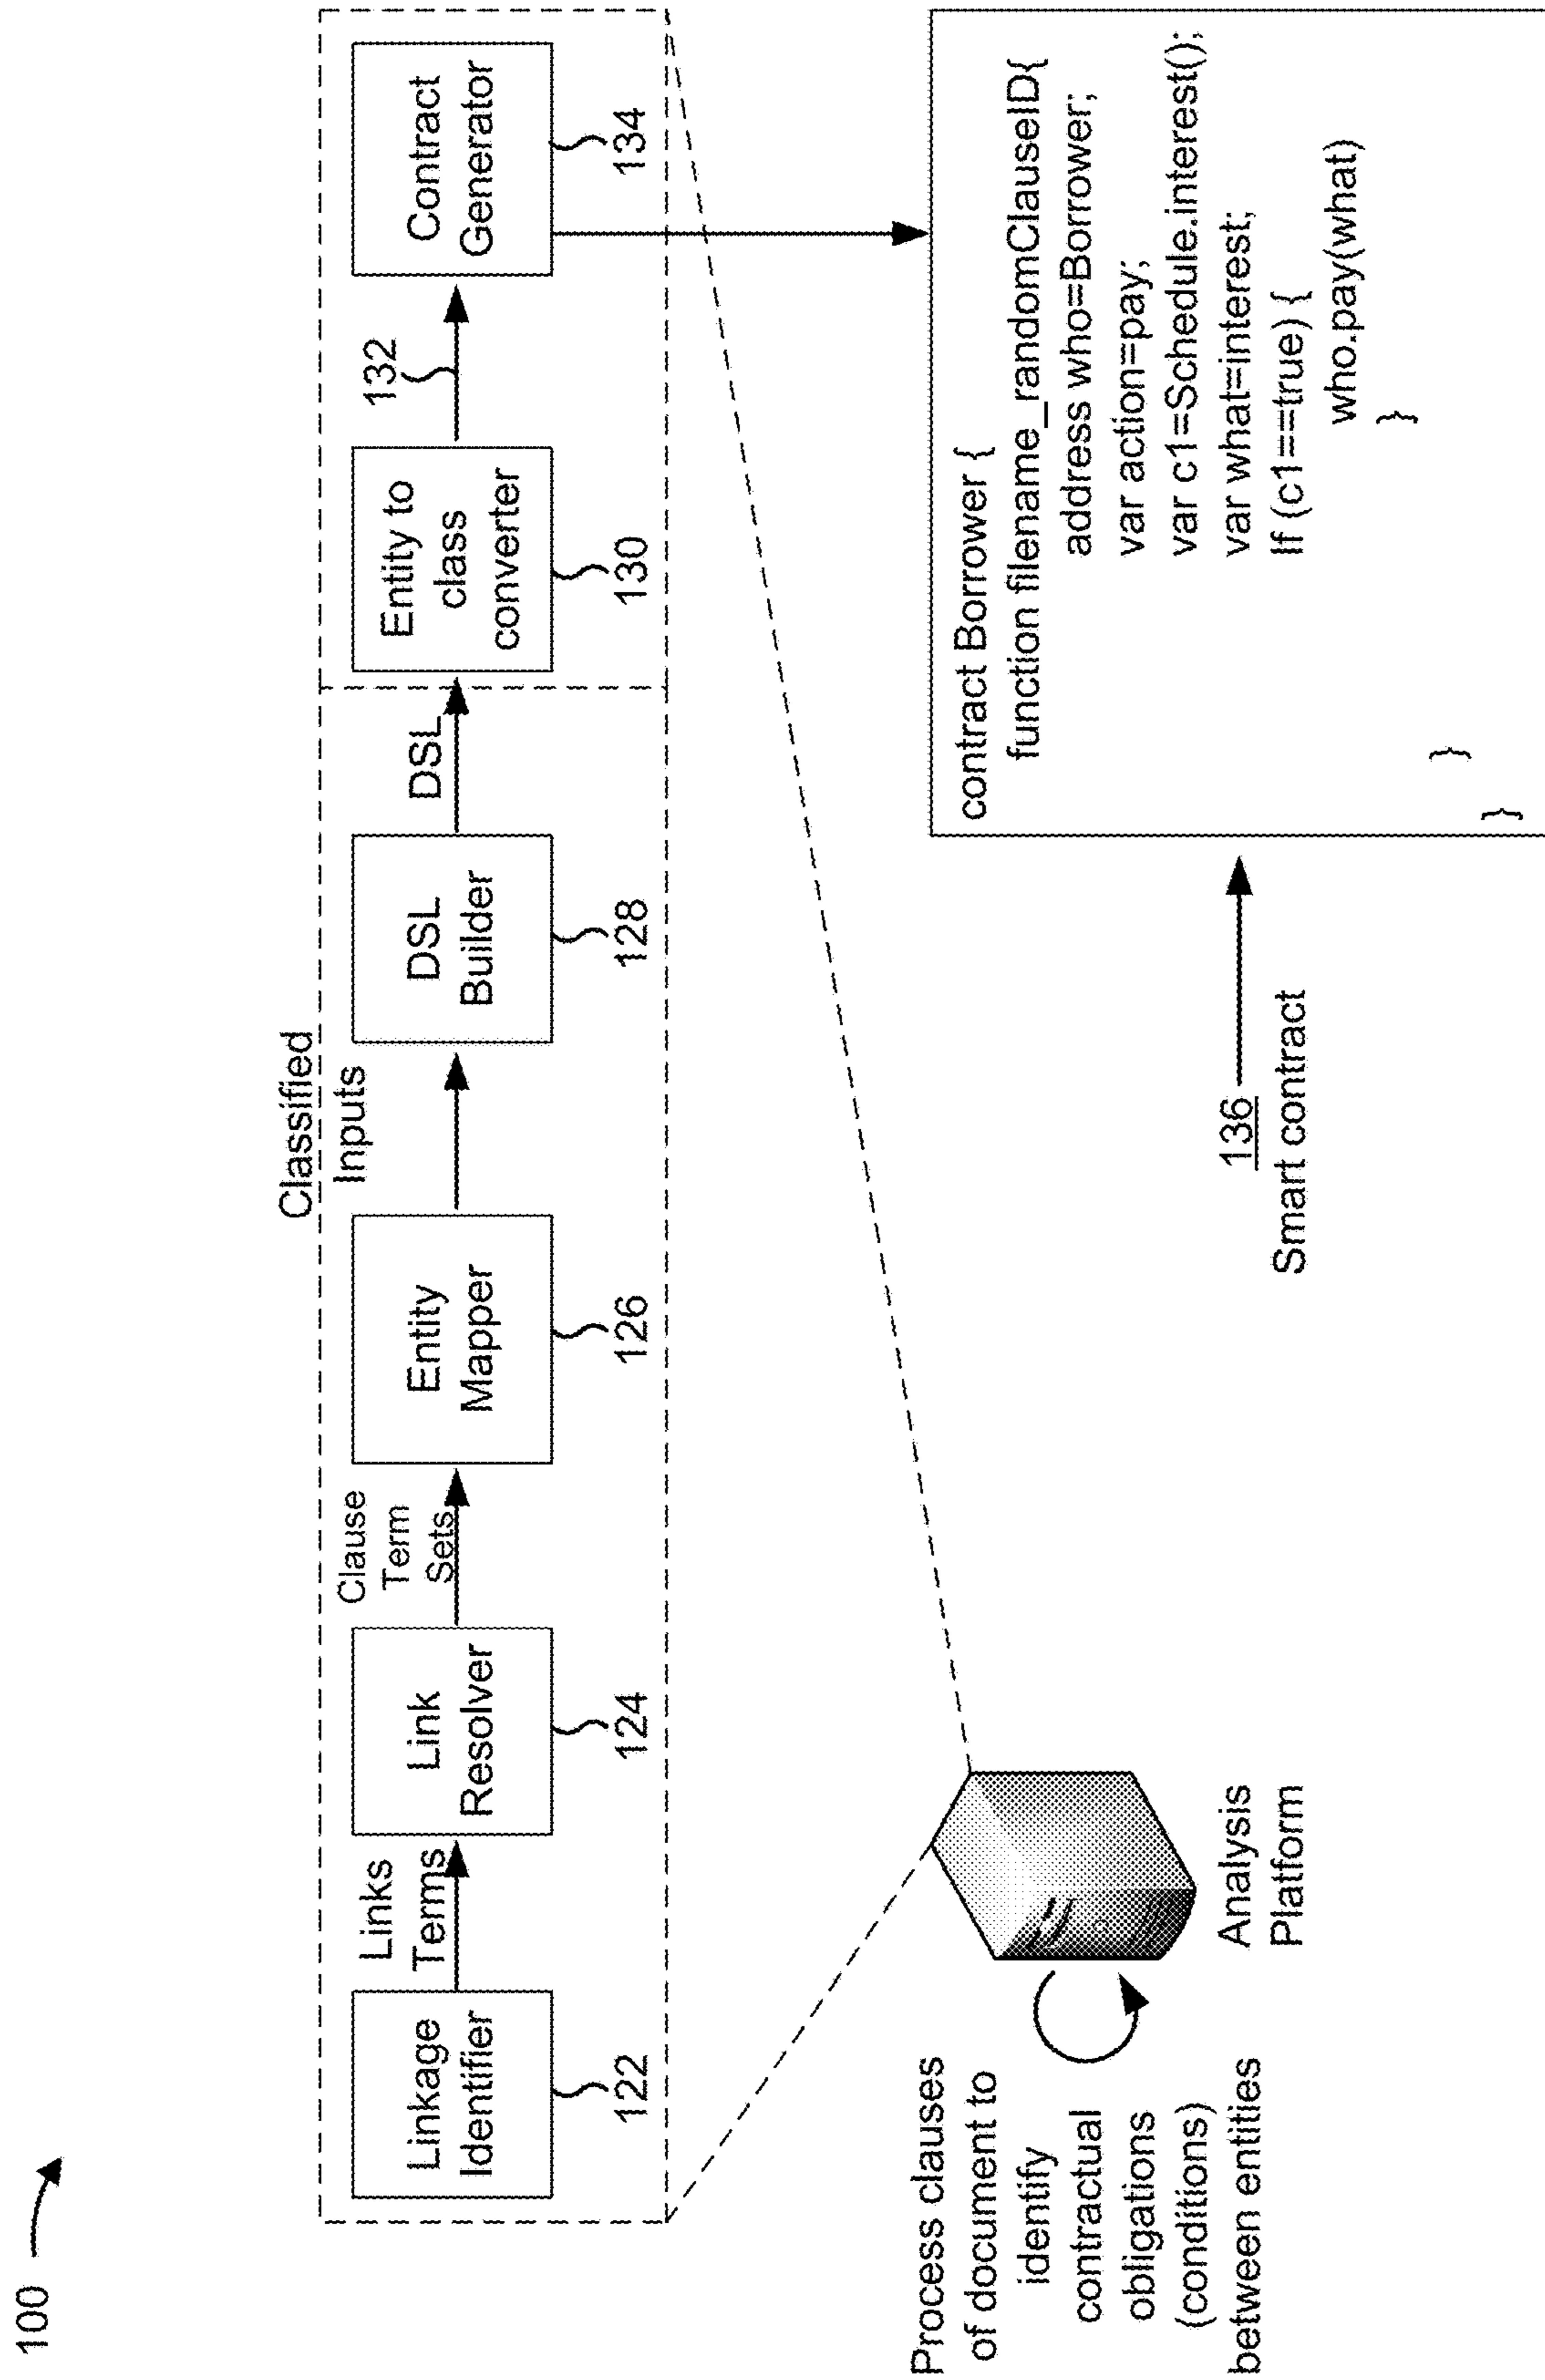 100
Linkage
Identifier
122
Links
Terms
Link
Resolver
124
Clause
Term
Sets
Entity
Mapper
126
Classified
Inputs
DSL
Builder
128
DSL
Entity to
class
converter
130
132
Contract
Generator
134
Process clauses
of document to
identify
contractual
obligations
(conditions)
between entities
Analysis
Platform
136
Smart contract
contract Borrower {
function filename_randomClauseID{
address who=Borrower;
var action=pay;
var c1=Schedule.interest();
var what=interest;
If (c1==true) {
who.pay(what)
}
}
}